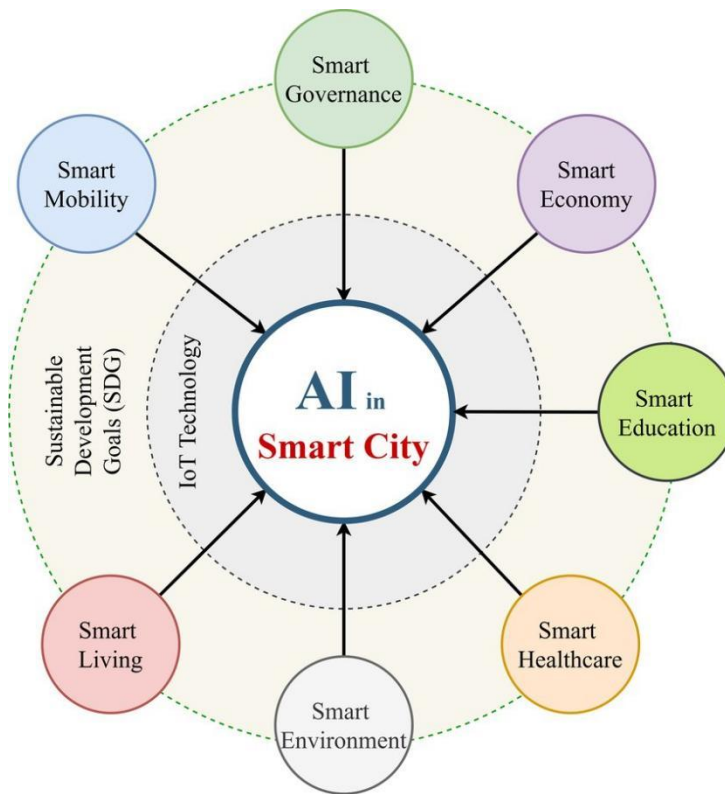 Smart
Governance
Smart
Mobility
Smart
Economy
Sustainable
Development
Goals (SDG)
IoT Technology
AI in
Smart City
Smart
Education
Smart
Living
Smart
Healthcare
Smart
Environment